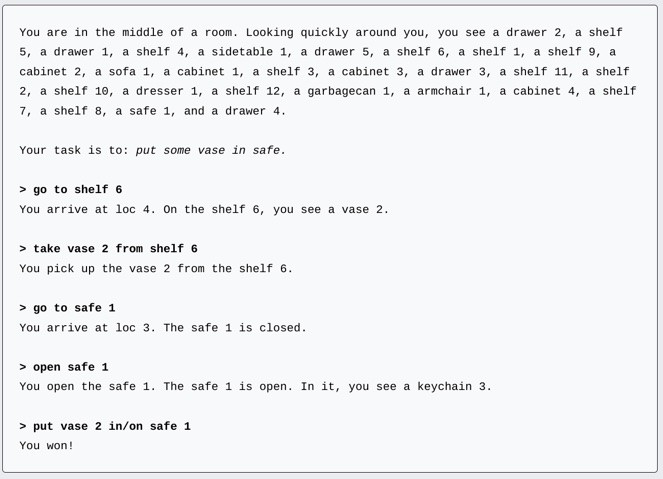 You are in the middle of a room. Looking quickly around you, you see a drawer 2, a shelf
5, a drawer 1, a shelf 4, a sidetable 1, a drawer 5, a shelf 6, a shelf 1, a shelf 9, a
cabinet 2, a sofa 1, a cabinet 1, a shelf 3, a cabinet 3, a drawer 3, a shelf 11, a shelf
2, a shelf 10, a dresser 1, a shelf 12, a garbagecan 1, a armchair 1, a cabinet 4, a shelf
7, a shelf 8, a safe 1, and a drawer 4.
Your task is to: put some vase in safe.
> go to shelf 6
You arrive at loc 4. On the shelf 6, you see a vase 2.
> take vase 2 from shelf 6
You pick up the vase 2 from the shelf 6.
> go to safe 1
You arrive at loc 3. The safe 1 is closed.
> open safe 1
You open the safe 1. The safe 1 is open. In it, you see a keychain 3.
> put vase 2 in/on safe 1
You won!